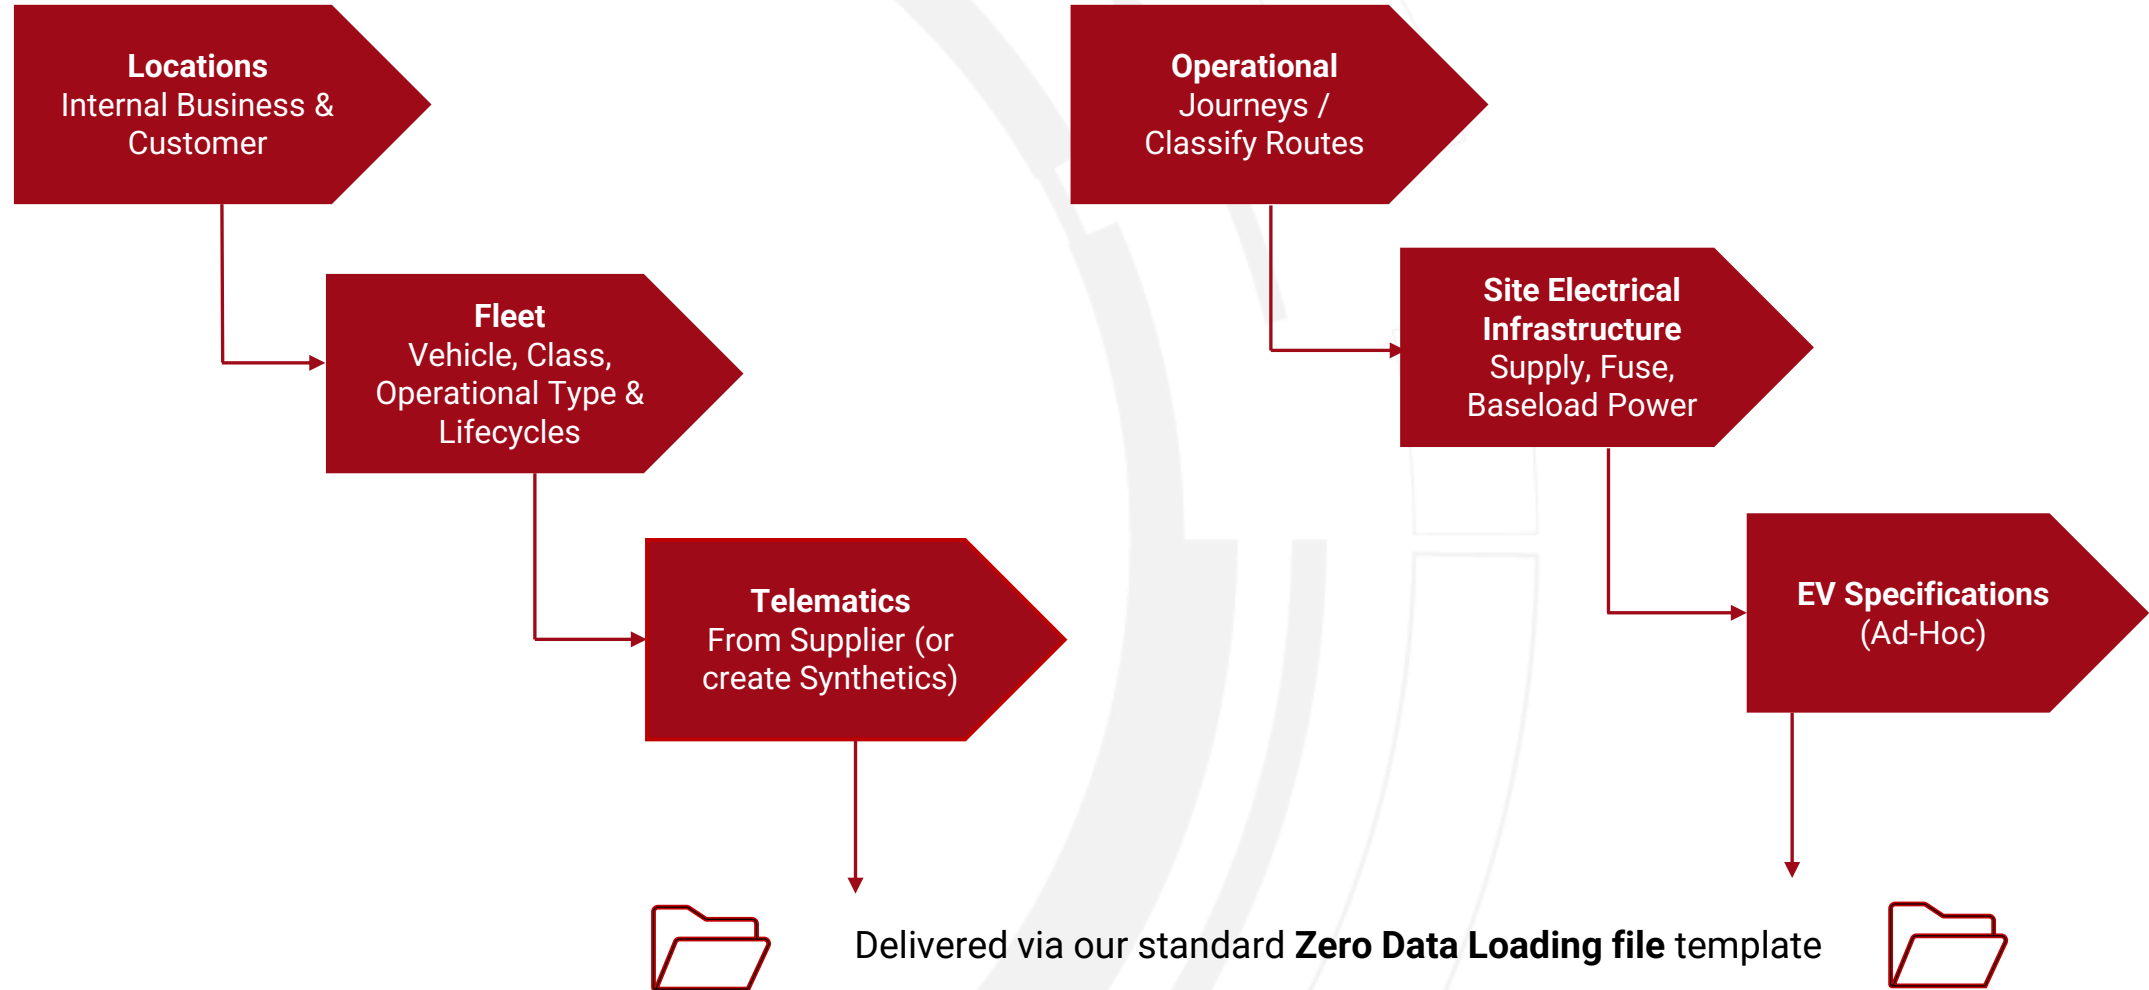 Locations
Internal Business &
Customer
Fleet
Vehicle, Class,
Operational Type &
Lifecycles
Telematics
From Supplier (or
create Synthetics)
Operational
Journeys /
Classify Routes
Site Electrical
Infrastructure
Supply, Fuse,
Baseload Power
EV Specifications
(Ad-Hoc)
Delivered via our standard Zero Data Loading file template